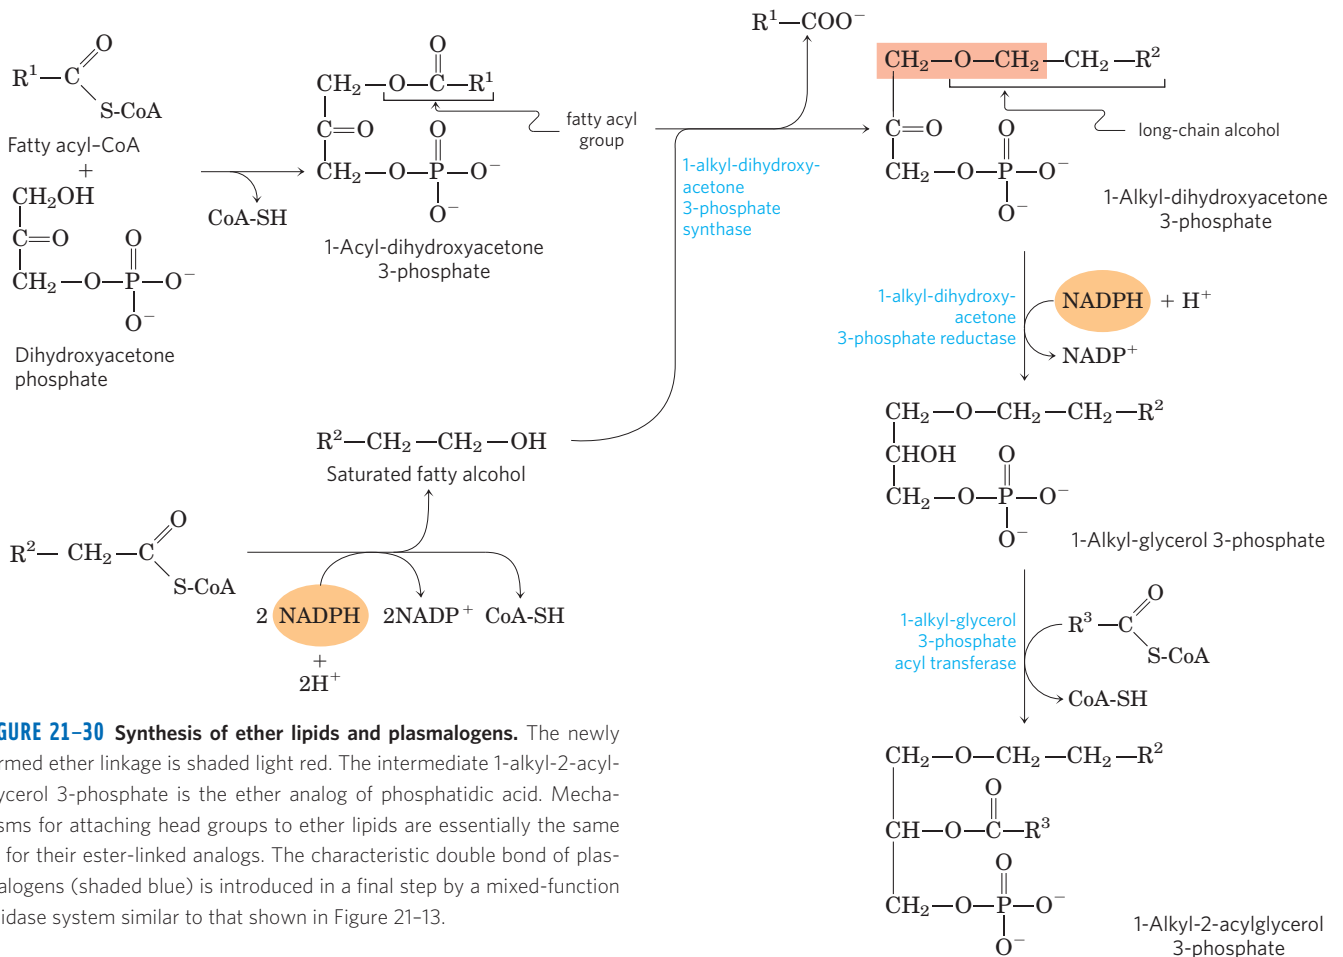 R¹—C
O
S-CoA
Fatty acyl–CoA
+
CH₂OH
C=O
O
CH₂—O—P—O⁻
O⁻
Dihydroxyacetone
phosphate
CoA-SH
O
CH₂—O—C—R¹
C=O
O
CH₂—O—P—O⁻
O⁻
1-Acyl-dihydroxyacetone
3-phosphate
fatty acyl
group
R¹—COO⁻
1-alkyl-dihydroxy-
acetone
3-phosphate
synthase
CH₂—O—CH₂—CH₂—R²
C=O
O
CH₂—O—P—O⁻
O⁻
long-chain alcohol
1-Alkyl-dihydroxyacetone
3-phosphate
1-alkyl-dihydroxy-
acetone
3-phosphate reductase
NADPH + H⁺
NADP⁺
R²—CH₂—CH₂—OH
Saturated fatty alcohol
R²—CH₂—C
O
S-CoA
2 NADPH 2NADP⁺ CoA-SH
+
2H⁺
CH₂—O—CH₂—CH₂—R²
CHOH
O
CH₂—O—P—O⁻
O⁻
1-Alkyl-glycerol 3-phosphate
1-alkyl-glycerol
3-phosphate
acyl transferase
O
R³—C
S-CoA
CoA-SH
CH₂—O—CH₂—CH₂—R²
O
CH—O—C—R³
O
CH₂—O—P—O⁻
O⁻
1-Alkyl-2-acylglycerol
3-phosphate
GURE 21–30 Synthesis of ether lipids and plasmalogens. The newly
rmed ether linkage is shaded light red. The intermediate 1-alkyl-2-acyl-
ycerol 3-phosphate is the ether analog of phosphatidic acid. Mecha-
sms for attaching head groups to ether lipids are essentially the same
for their ester-linked analogs. The characteristic double bond of plas-
alogens (shaded blue) is introduced in a final step by a mixed-function
idase system similar to that shown in Figure 21–13.